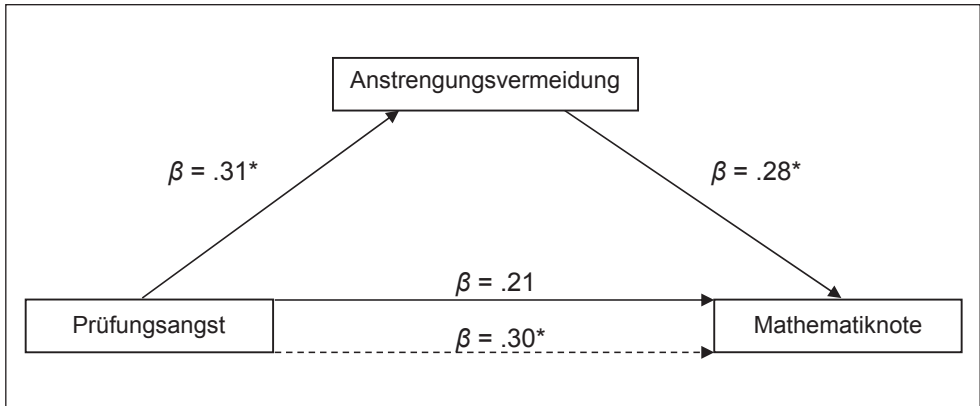 Anstrengungsvermeidung
β = .31*
β = .28*
β = .21
Prüfungsangst
Mathematiknote
β = .30*